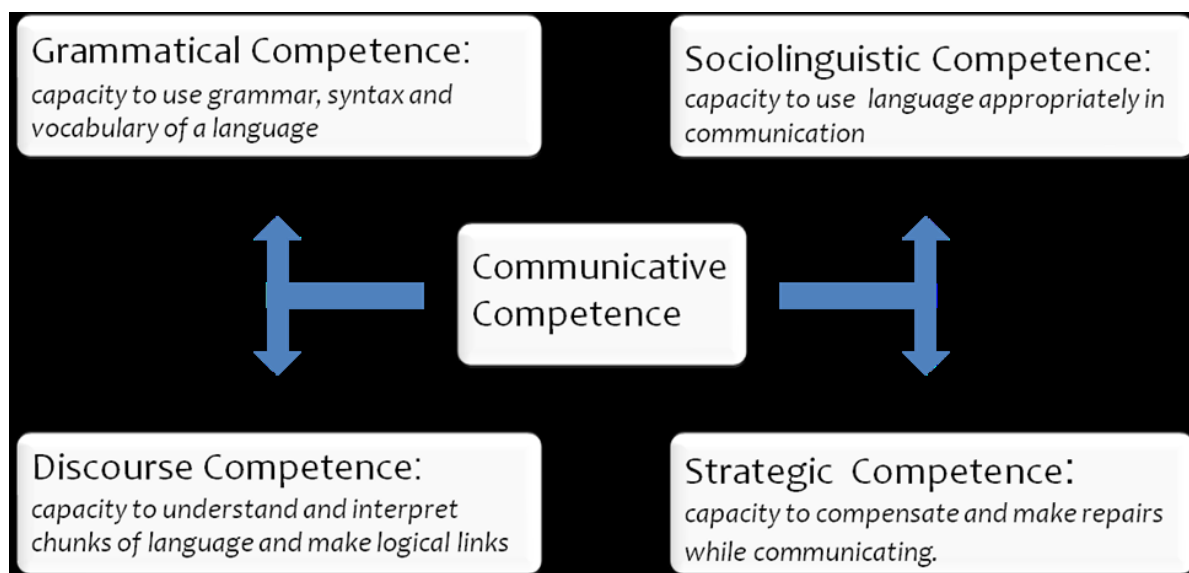 Grammatical Competence:
capacity to use grammar, syntax and
vocabulary of a language
Sociolinguistic Competence:
capacity to use language appropriately in
communication
Communicative
Competence
Discourse Competence:
capacity to understand and interpret
chunks of language and make logical links
Strategic Competence:
capacity to compensate and make repairs
while communicating.